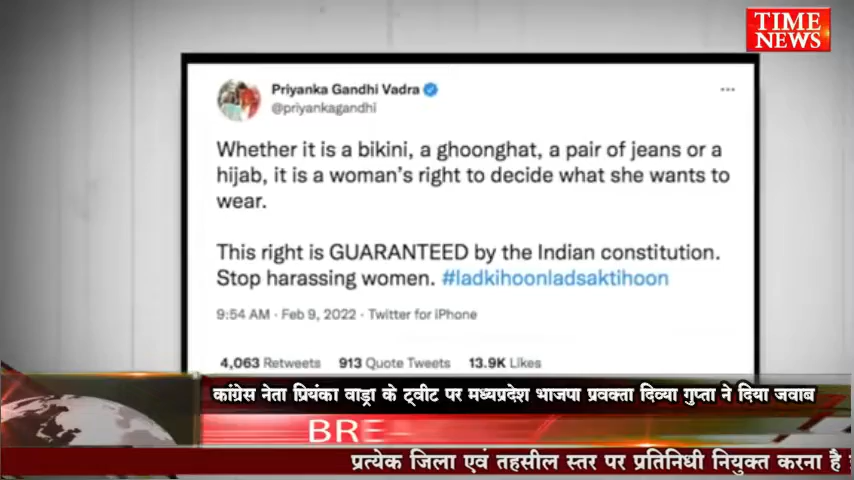 TIME
NEWS
Priyanka Gandhi Vadra
@priyankagandhi
Whether it is a bikini, a ghoonghat, a pair of jeans or a
hijab, it is a woman's right to decide what she wants to
wear.
This right is GUARANTEED by the Indian constitution.
Stop harassing women. #ladkihoonladsaktihoon
9:54 AM · Feb 9, 2022 · Twitter for iPhone
4,063 Retweets 913 Quote Tweets 13.9K Likes
कांग्रेस नेता प्रियंका वाड्रा के ट्वीट पर मध्यप्रदेश भाजपा प्रवक्ता दिव्या गुप्ता ने दिया जवाब
BRE
प्रत्येक जिला एवं तहसील स्तर पर प्रतिनिधी नियुक्त करना है